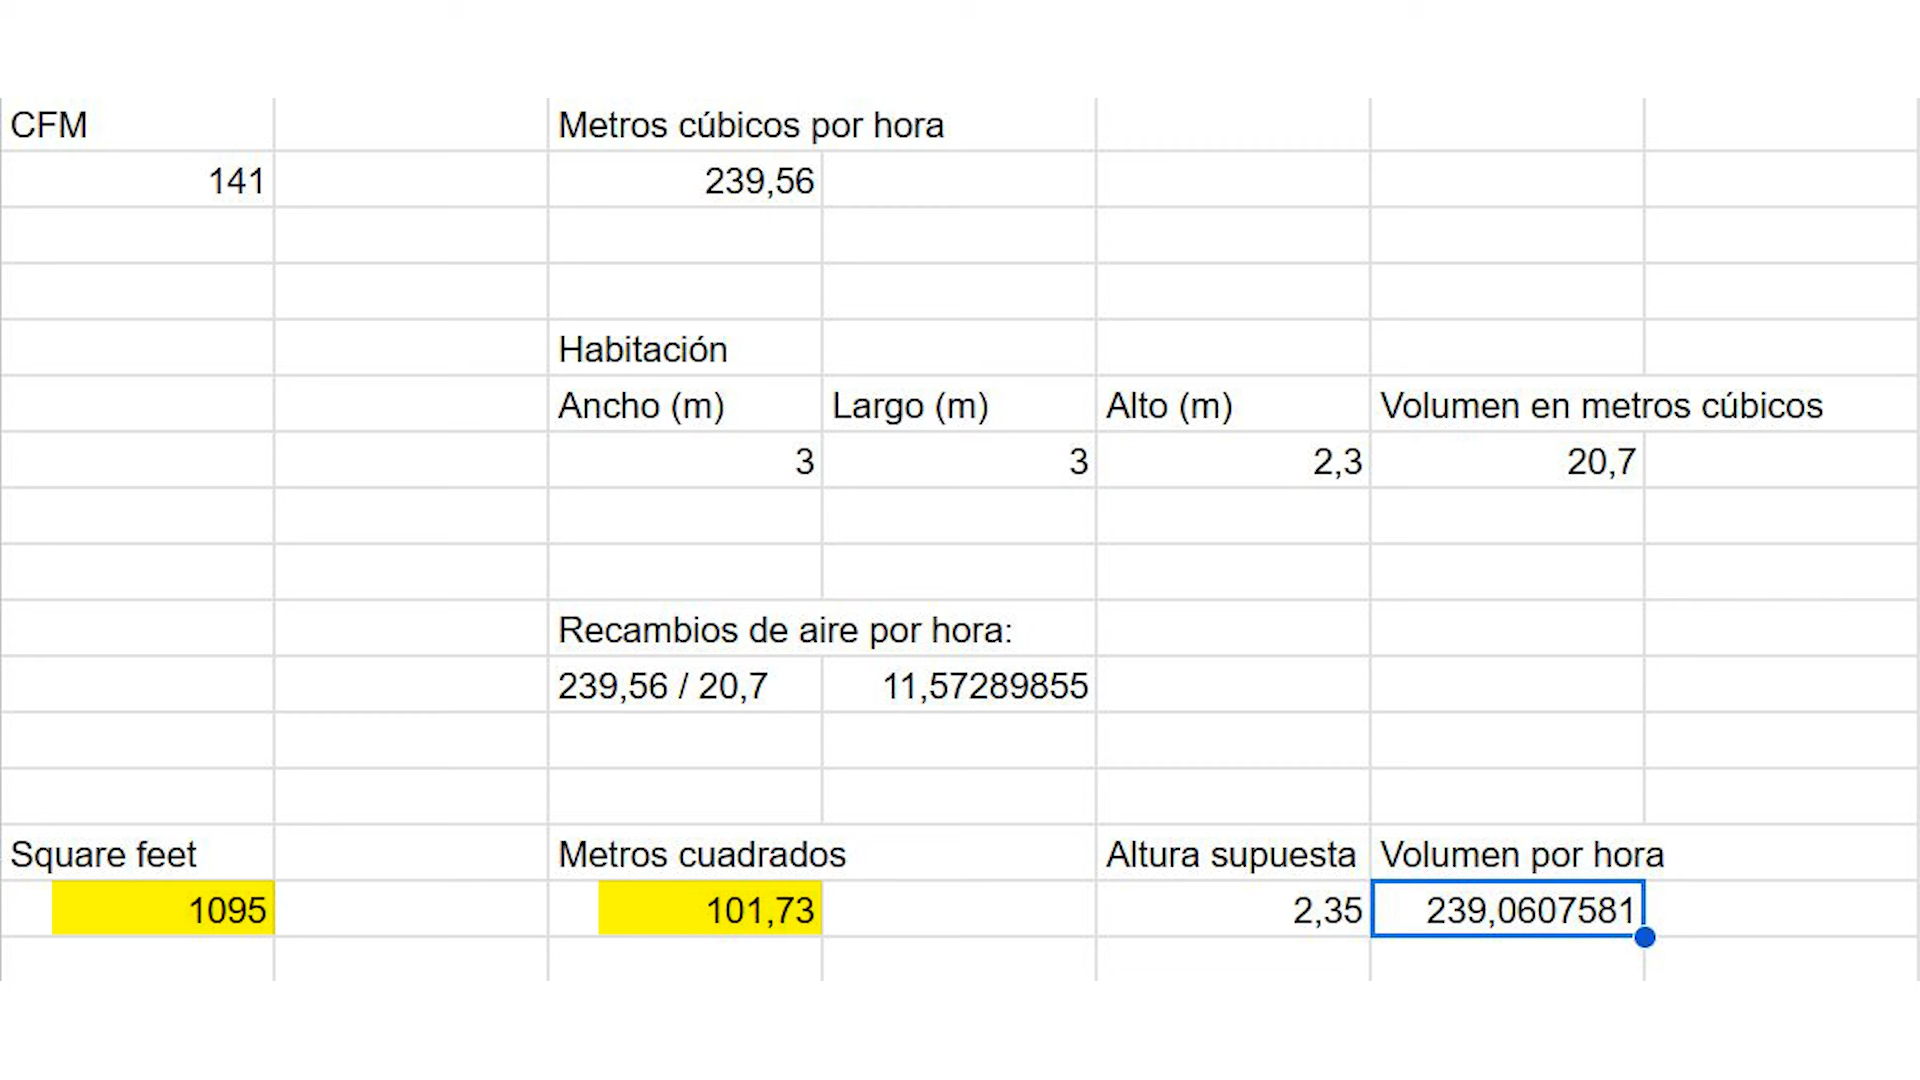 CFM Metros cúbicos por hora
141 239,56
Habitación
Ancho (m) Largo (m) Alto (m) Volumen en metros cúbicos
3 3 2,3 20,7
Recambios de aire por hora:
239,56 / 20,7 11,57289855
Square feet Metros cuadrados Altura supuesta Volumen por hora
1095 101,73 2,35 239,0607581